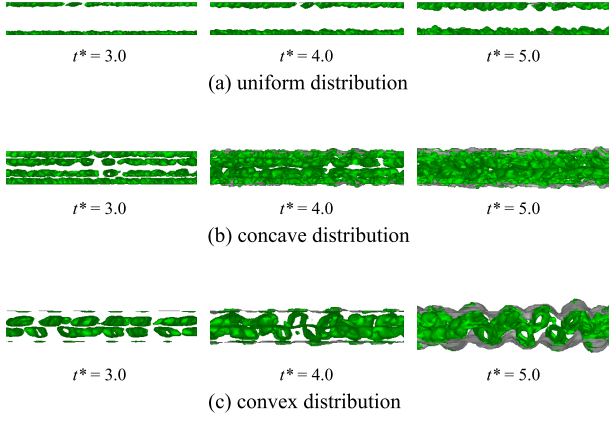 t* = 3.0 t* = 4.0 t* = 5.0
(a) uniform distribution
t* = 3.0 t* = 4.0 t* = 5.0
(b) concave distribution
t* = 3.0 t* = 4.0 t* = 5.0
(c) convex distribution